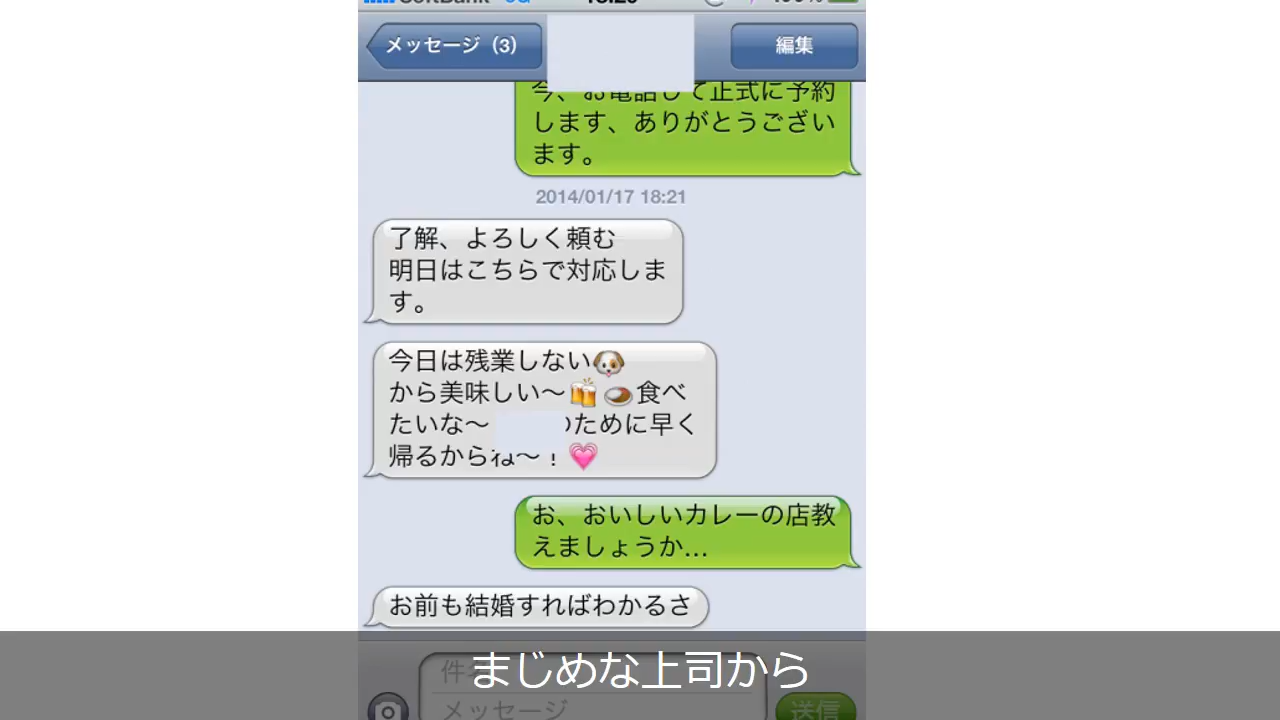 メッセージ（3）
編集
今、お電話して正式に予約
します、ありがとうござい
ます。
2014/01/17 18:21
了解、よろしく頼む
明日はこちらで対応しま
す。
今日は残業しない
から美味しい〜食べ
たいな〜 のために早く
帰るからね〜！
お、おいしいカレーの店教
えましょうか…
お前も結婚すればわかるさ
まじめな上司から
メッセージ
送信